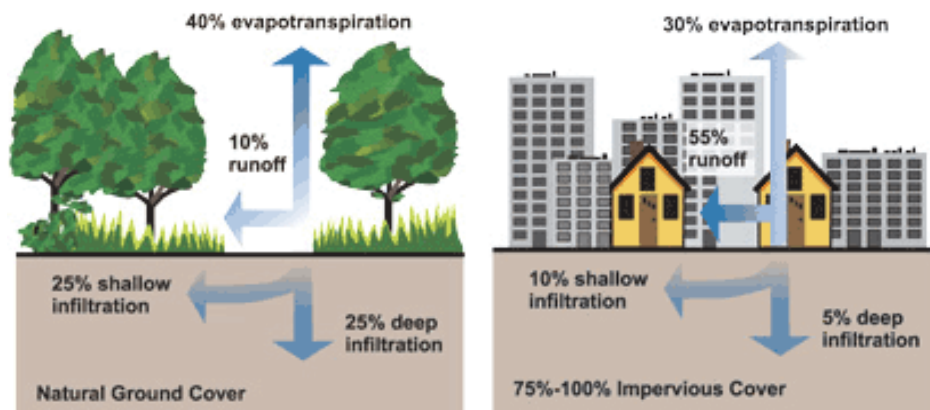 40% evapotranspiration
10%
runoff
25% shallow
infiltration
25% deep
infiltration
Natural Ground Cover
30% evapotranspiration
55%
runoff
10% shallow
infiltration
5% deep
infiltration
75%-100% Impervious Cover